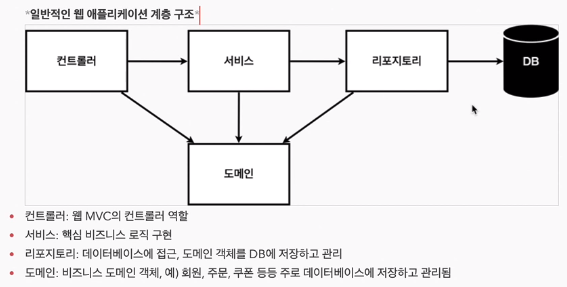 *일반적인 웹 애플리케이션 계층 구조*
컨트롤러
서비스
리포지토리
DB
도메인
• 컨트롤러: 웹 MVC의 컨트롤러 역할
• 서비스: 핵심 비즈니스 로직 구현
• 리포지토리: 데이터베이스에 접근, 도메인 객체를 DB에 저장하고 관리
• 도메인: 비즈니스 도메인 객체, 예) 회원, 주문, 쿠폰 등등 주로 데이터베이스에 저장하고 관리됨